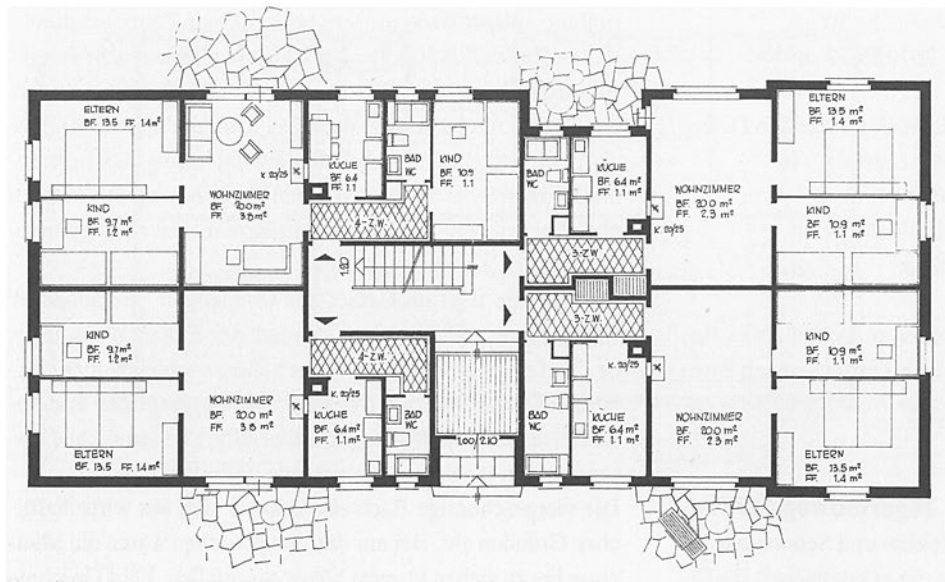 ELTERN
BF. 13.5 FF. 1.4 m²
KIND
BF. 9.7 m²
FF. 1.2 m²
WOHNZIMMER
BF. 20.0 m²
FF. 3.8 m²
K. 20/25
KÜCHE
BF. 6.4
FF. 1.1
BAD
WC
KIND
BF. 10.9
FF. 1.1
4-Z.W.
BAD
WC
KÜCHE
BF. 6.4 m²
FF. 1.1 m²
3-Z.W.
K. 20/25
WOHNZIMMER
BF. 20.0 m²
FF. 2.3 m²
ELTERN
BF. 13.5 m²
FF. 1.4 m²
KIND
BF. 10.9 m²
FF. 1.1 m²
1.20
KIND
BF. 9.7 m²
FF. 1.2 m²
ELTERN
BF. 13.5 FF. 1.4 m²
WOHNZIMMER
BF. 20.0 m²
FF. 3.8 m²
4-Z.W.
K. 20/25
KÜCHE
BF. 6.4 m²
FF. 1.1 m²
BAD
WC
1.00/2.10
3-Z.W.
BAD
WC
KÜCHE
BF. 6.4 m²
FF. 1.1 m²
K. 20/25
WOHNZIMMER
BF. 20.0 m²
FF. 2.3 m²
KIND
BF. 10.9 m²
FF. 1.1 m²
ELTERN
BF. 13.5 m²
FF. 1.4 m²